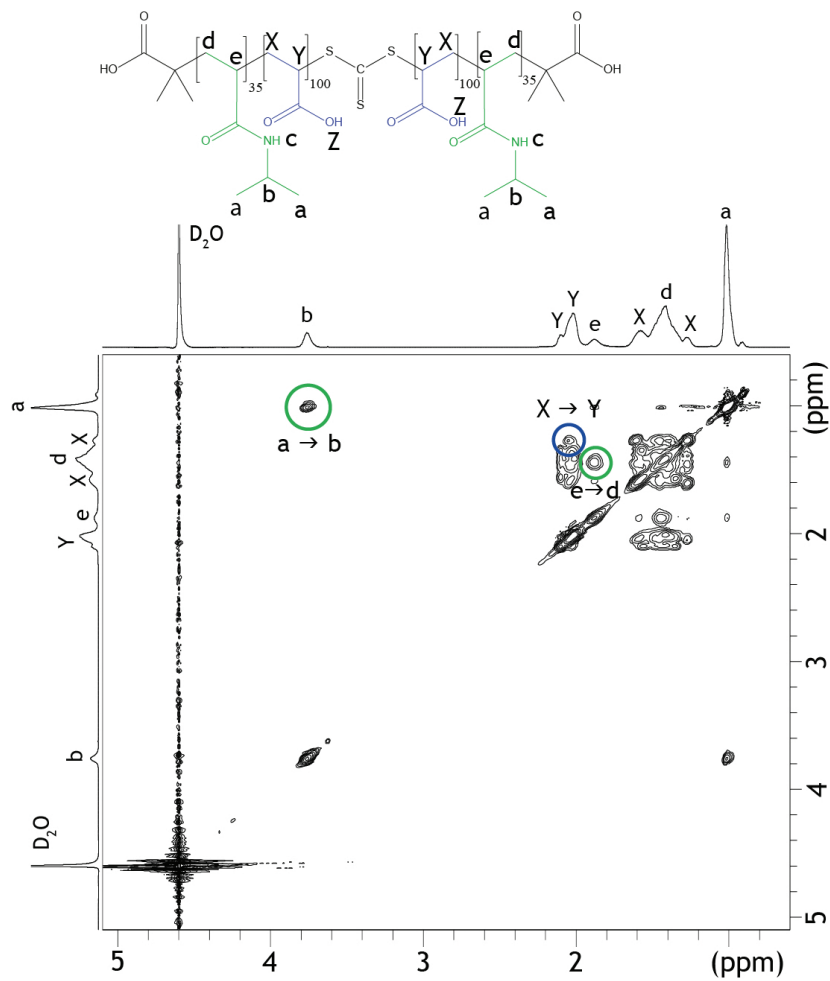 O O
d X Y S S Y X e d
HO e OH
35 100 C 100 35
S
O OH Z O OH Z
O NH c O NH c
b b
a a a a
D2O a
b Y Y e X d X
a X d X e Y b D2O
X → Y
a → b
e→d
(ppm)
2
3
4
5
5 4 3 2 (ppm)